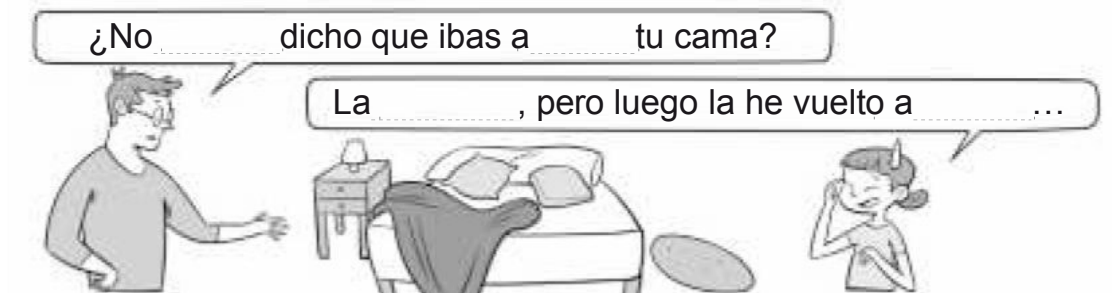 ¿No dicho que ibas a tu cama?
La , pero luego la he vuelto a …